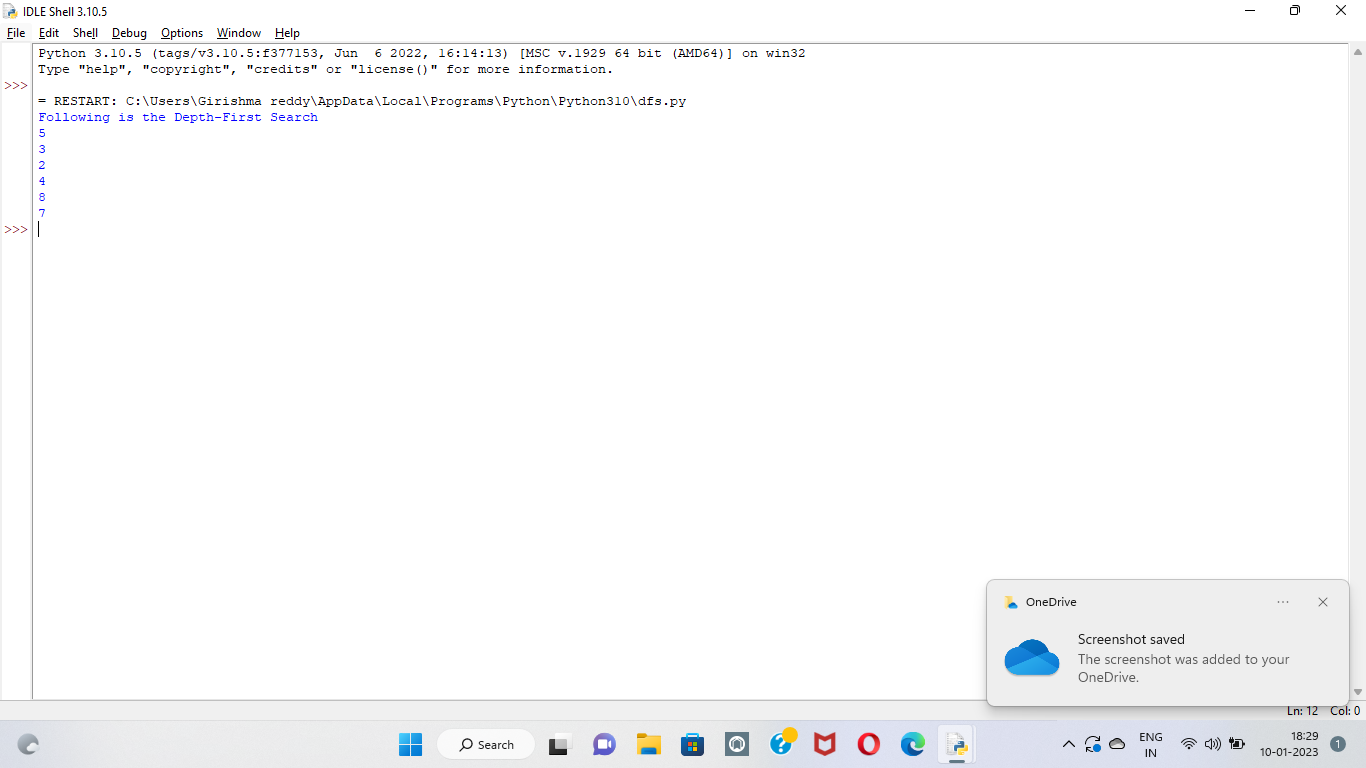 IDLE Shell 3.10.5
File Edit Shell Debug Options Window Help
Python 3.10.5 (tags/v3.10.5:f377153, Jun  6 2022, 16:14:13) [MSC v.1929 64 bit (AMD64)] on win32
Type "help", "copyright", "credits" or "license()" for more information.
>>>
= RESTART: C:\Users\Girishma reddy\AppData\Local\Programs\Python\Python310\dfs.py
Following is the Depth-First Search
5
3
2
4
8
7
>>>
OneDrive
Screenshot saved
The screenshot was added to your
OneDrive.
Ln: 12 Col: 0
Search
ENG
IN
18:29
10-01-2023
1